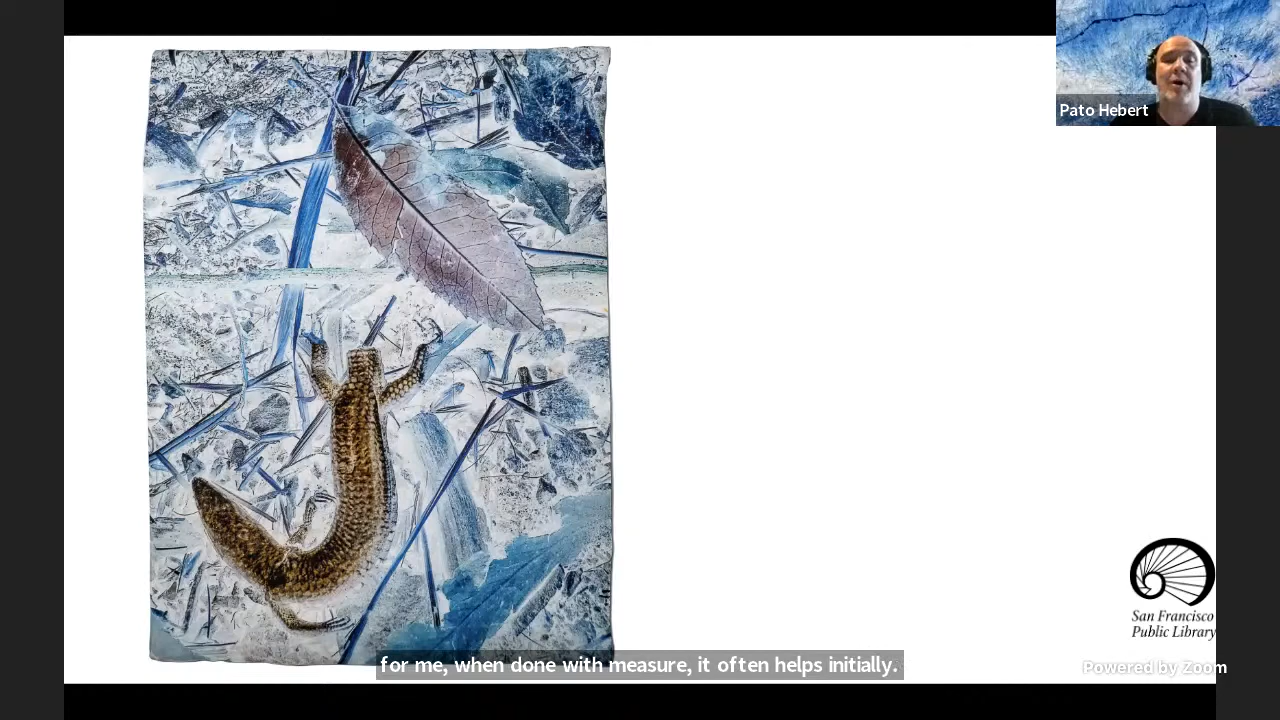 Pato Hebert
San Francisco
Public Library
for me, when done with measure, it often helps initially.
Powered by Zoom